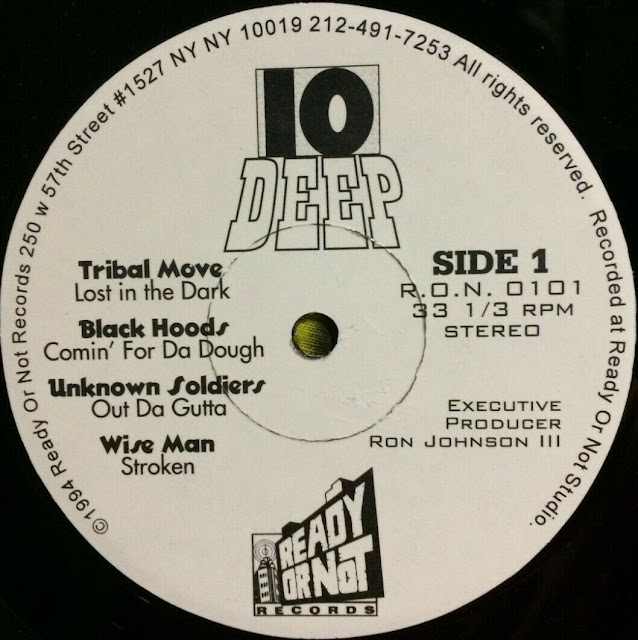 © 1994 Ready Or Not Records 250 w 57th Street #1527 NY NY 10019 212-491-7253 All rights reserved. Recorded at Ready Or Not Studio.
10
DEEP
Tribal Move
Lost in the Dark
Black Hoods
Comin' For Da Dough
Unknown Soldiers
Out Da Gutta
Wise Man
Stroken
SIDE 1
R.O.N. 0101
33 1/3 RPM
STEREO
EXECUTIVE
PRODUCER
RON JOHNSON III
READY
OR NOT
RECORDS